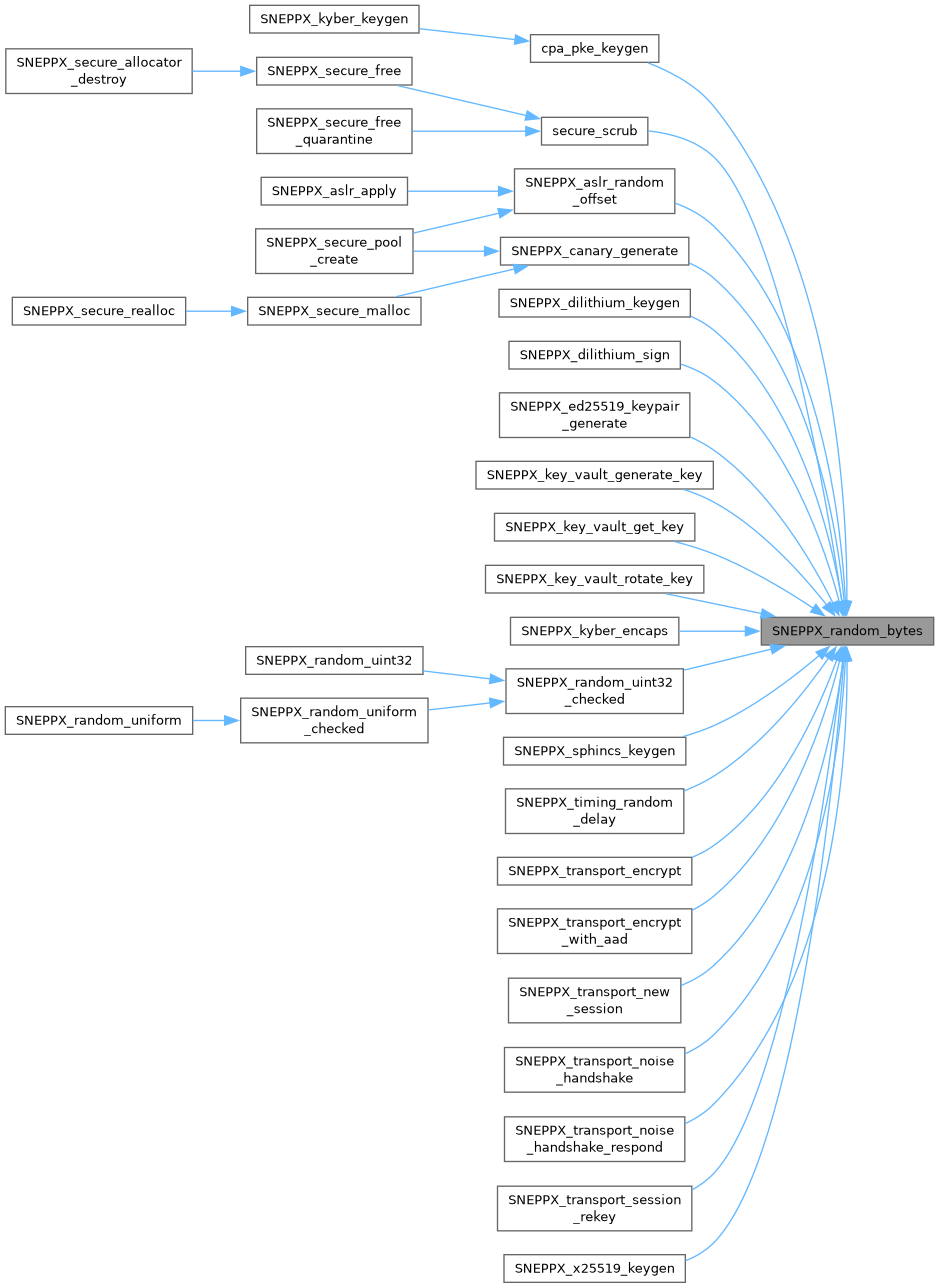 SNEPPX_kyber_keygen
cpa_pke_keygen
SNEPPX_secure_allocator
_destroy
SNEPPX_secure_free
SNEPPX_secure_free
_quarantine
secure_scrub
SNEPPX_aslr_apply
SNEPPX_aslr_random
_offset
SNEPPX_secure_pool
_create
SNEPPX_canary_generate
SNEPPX_secure_realloc
SNEPPX_secure_malloc
SNEPPX_dilithium_keygen
SNEPPX_dilithium_sign
SNEPPX_ed25519_keypair
_generate
SNEPPX_key_vault_generate_key
SNEPPX_key_vault_get_key
SNEPPX_key_vault_rotate_key
SNEPPX_kyber_encaps
SNEPPX_random_bytes
SNEPPX_random_uint32
SNEPPX_random_uint32
_checked
SNEPPX_random_uniform
SNEPPX_random_uniform
_checked
SNEPPX_sphincs_keygen
SNEPPX_timing_random
_delay
SNEPPX_transport_encrypt
SNEPPX_transport_encrypt
_with_aad
SNEPPX_transport_new
_session
SNEPPX_transport_noise
_handshake
SNEPPX_transport_noise
_handshake_respond
SNEPPX_transport_session
_rekey
SNEPPX_x25519_keygen